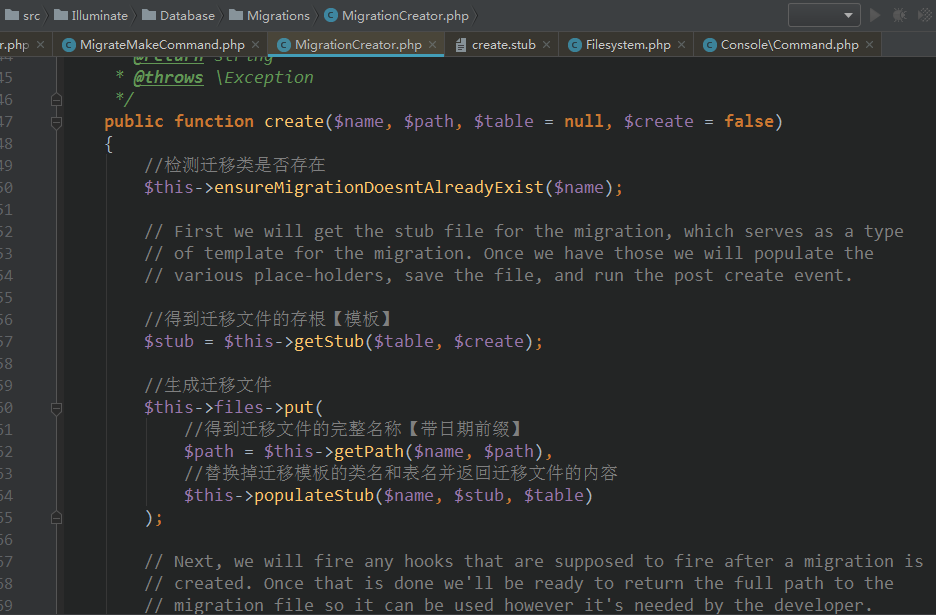 src Illuminate Database Migrations MigrationCreator.php
r.php MigrateMakeCommand.php MigrationCreator.php create.stub Filesystem.php Console\Command.php
* @return string
45 * @throws \Exception
46 */
47 public function create($name, $path, $table = null, $create = false)
48 {
49 //检测迁移类是否存在
50 $this->ensureMigrationDoesntAlreadyExist($name);
51
52 // First we will get the stub file for the migration, which serves as a type
53 // of template for the migration. Once we have those we will populate the
54 // various place-holders, save the file, and run the post create event.
55
56 //得到迁移文件的存根【模板】
57 $stub = $this->getStub($table, $create);
58
59 //生成迁移文件
60 $this->files->put(
61 //得到迁移文件的完整名称【带日期前缀】
62 $path = $this->getPath($name, $path),
63 //替换掉迁移模板的类名和表名并返回迁移文件的内容
64 $this->populateStub($name, $stub, $table)
65 );
66
67 // Next, we will fire any hooks that are supposed to fire after a migration is
68 // created. Once that is done we'll be ready to return the full path to the
69 // migration file so it can be used however it's needed by the developer.